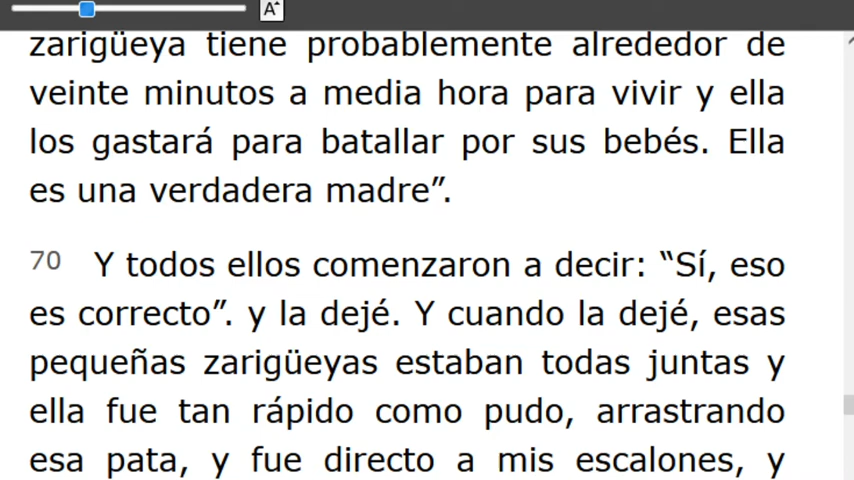 A
zarigüeya tiene probablemente alrededor de
veinte minutos a media hora para vivir y ella
los gastará para batallar por sus bebés. Ella
es una verdadera madre”.
70 Y todos ellos comenzaron a decir: “Sí, eso
es correcto”. y la dejé. Y cuando la dejé, esas
pequeñas zarigüeyas estaban todas juntas y
ella fue tan rápido como pudo, arrastrando
esa pata, y fue directo a mis escalones, y